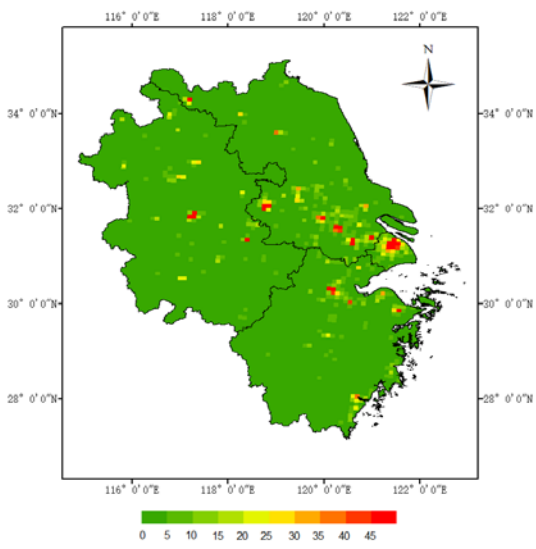 116° 0′0″E 118° 0′0″E 120° 0′0″E 122° 0′0″E
N
34° 0′0″N 34° 0′0″N
32° 0′0″N 32° 0′0″N
30° 0′0″N 30° 0′0″N
28° 0′0″N 28° 0′0″N
116° 0′0″E 118° 0′0″E 120° 0′0″E 122° 0′0″E
0 5 10 15 20 25 30 35 40 45